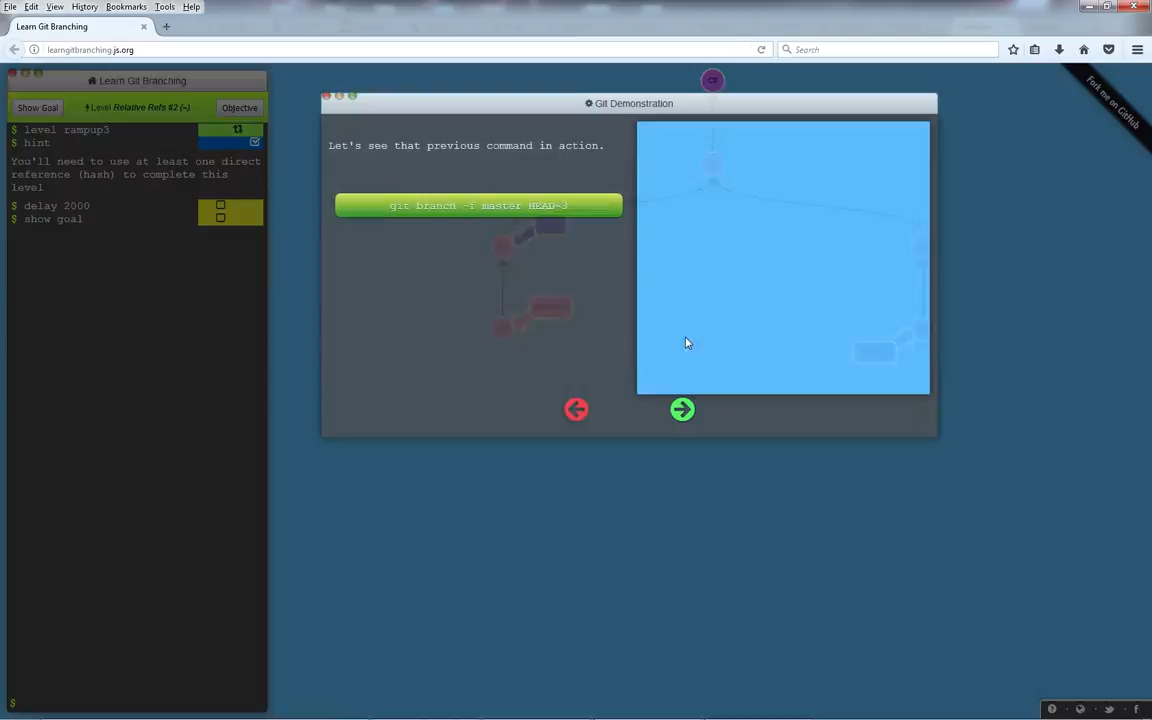 File Edit View History Bookmarks Tools Help
Learn Git Branching
learngitbranching.js.org
Search
Fork me on GitHub
Learn Git Branching
Show Goal
Level Relative Refs #2 (~)
Objective
$ level rampup3
$ hint
You'll need to use at least one direct
reference (hash) to complete this
level
$ delay 2000
$ show goal
$
Git Demonstration
Let's see that previous command in action.
git branch -f master HEAD~3